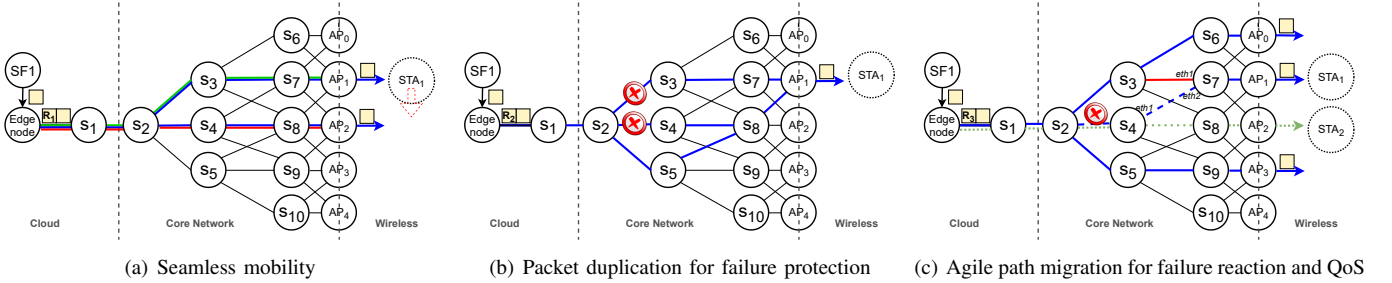 SF1
Edge
node
R1
S1
S2
S3
S4
S5
S6
S7
S8
S9
S10
AP0
AP1
AP2
AP3
AP4
STA1
Cloud
Core Network
Wireless
(a) Seamless mobility
SF1
Edge
node
R2
S1
S2
S3
S4
S5
S6
S7
S8
S9
S10
AP0
AP1
AP2
AP3
AP4
STA1
Cloud
Core Network
Wireless
(b) Packet duplication for failure protection
SF1
Edge
node
R3
S1
S2
S3
S4
S5
S6
S7
S8
S9
S10
eth1
eth1
eth2
AP0
AP1
AP2
AP3
AP4
STA1
STA2
Cloud
Core Network
Wireless
(c) Agile path migration for failure reaction and QoS